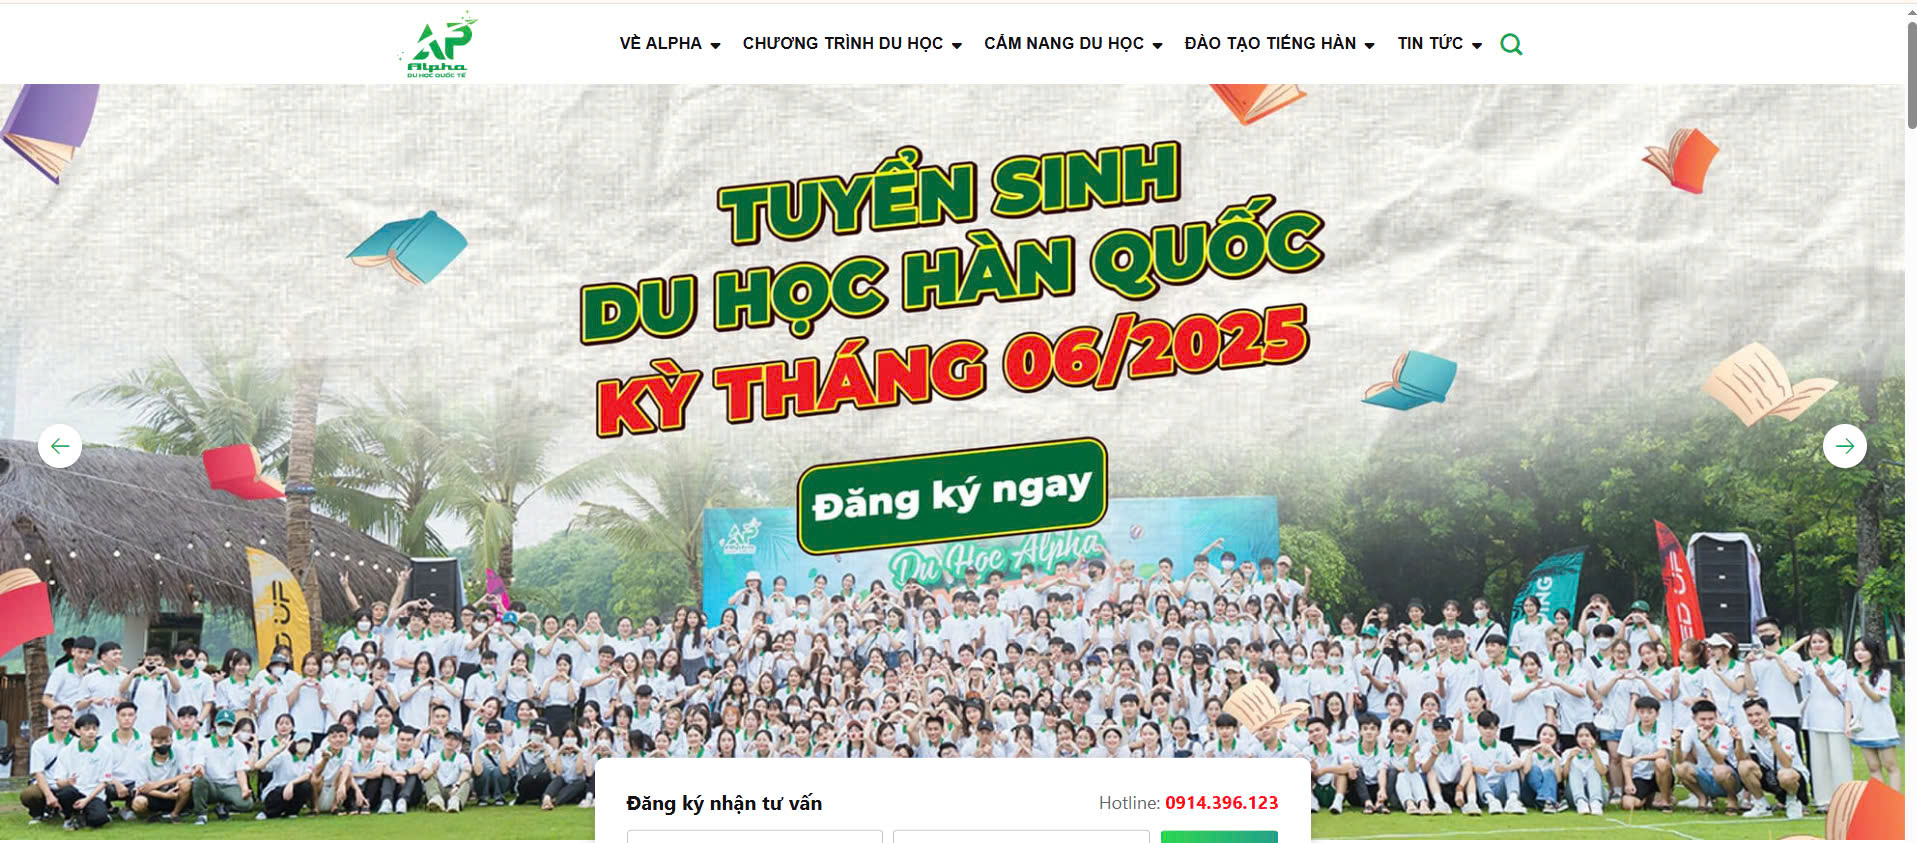 AP
Alpha
DU HỌC QUỐC TẾ
VỀ ALPHA
CHƯƠNG TRÌNH DU HỌC
CẨM NANG DU HỌC
ĐÀO TẠO TIẾNG HÀN
TIN TỨC
TUYỂN SINH
DU HỌC HÀN QUỐC
KỲ THÁNG 06/2025
Đăng ký ngay
Du Học Alpha
Đăng ký nhận tư vấn
Hotline: 0914.396.123